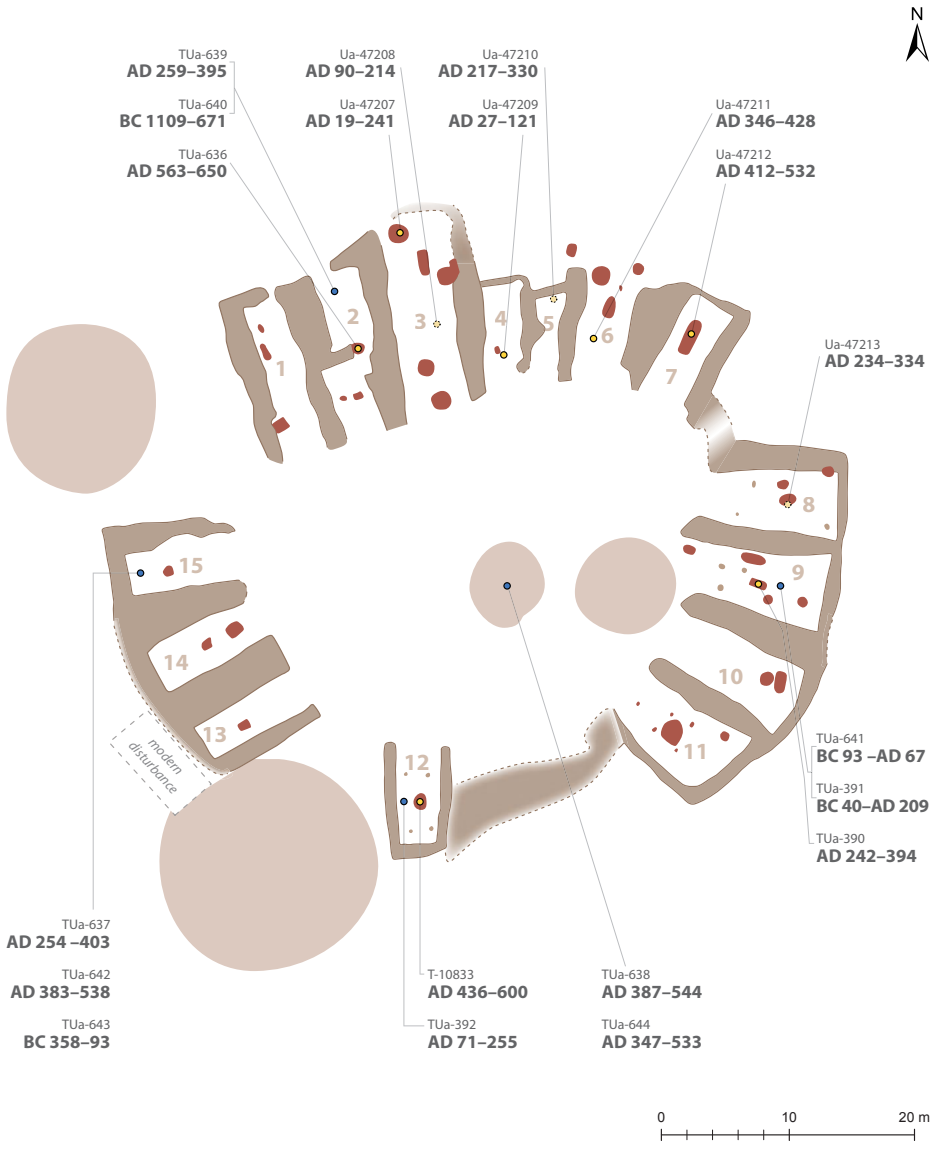 N
TUa-639
AD 259–395
TUa-640
BC 1109–671
TUa-636
AD 563–650
Ua-47208
AD 90–214
Ua-47207
AD 19–241
Ua-47210
AD 217–330
Ua-47209
AD 27–121
Ua-47211
AD 346–428
Ua-47212
AD 412–532
Ua-47213
AD 234–334
1
2
3
4
5
6
7
8
9
10
11
12
13
14
15
modern
disturbance
TUa-641
BC 93 –AD 67
TUa-391
BC 40–AD 209
TUa-390
AD 242–394
TUa-637
AD 254 –403
TUa-642
AD 383–538
TUa-643
BC 358–93
T-10833
AD 436–600
TUa-392
AD 71–255
TUa-638
AD 387–544
TUa-644
AD 347–533
0 10 20 m